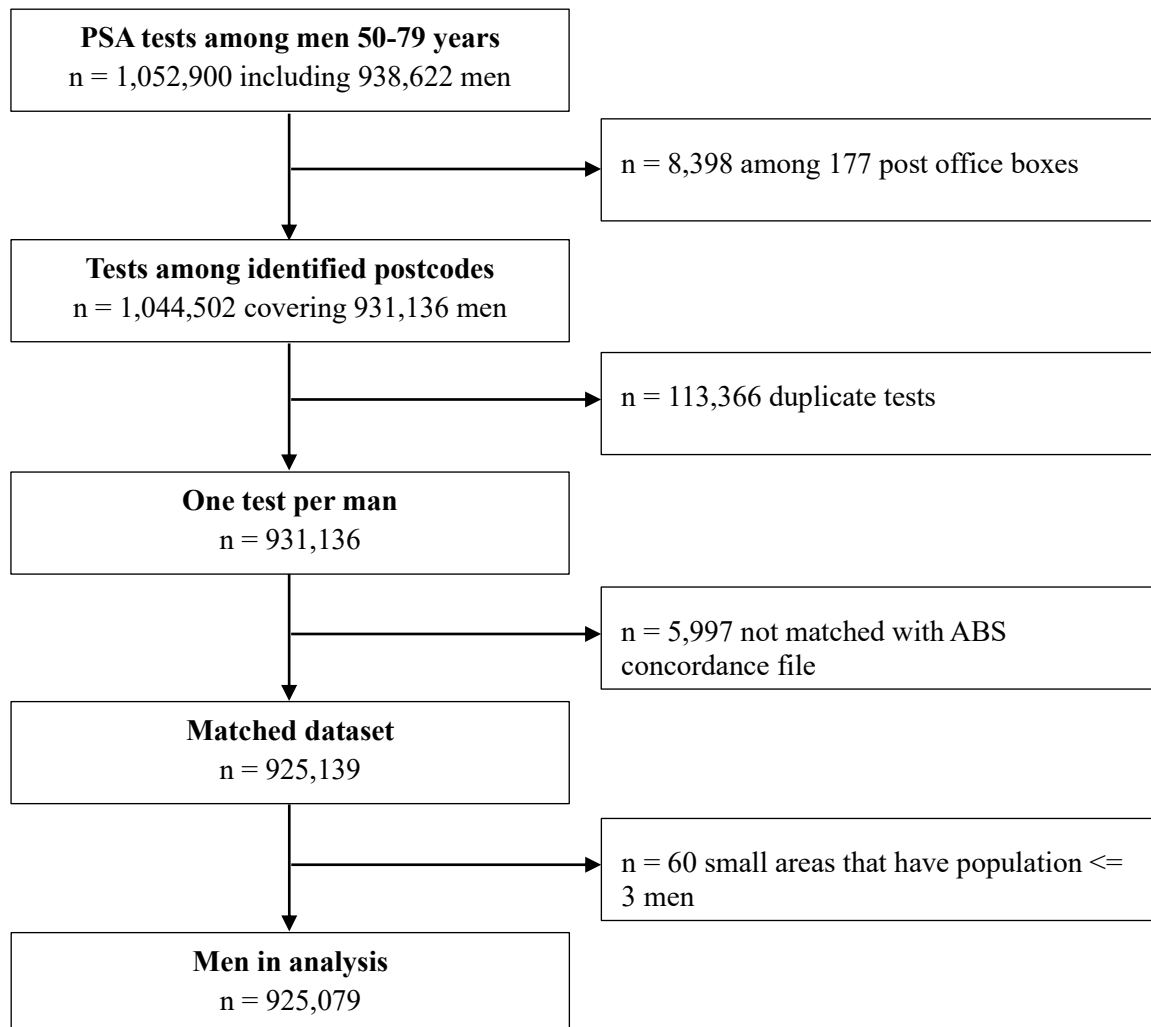 PSA tests among men 50-79 years
n = 1,052,900 including 938,622 men
n = 8,398 among 177 post office boxes
Tests among identified postcodes
n = 1,044,502 covering 931,136 men
n = 113,366 duplicate tests
One test per man
n = 931,136
n = 5,997 not matched with ABS
concordance file
Matched dataset
n = 925,139
n = 60 small areas that have population <=
3 men
Men in analysis
n = 925,079